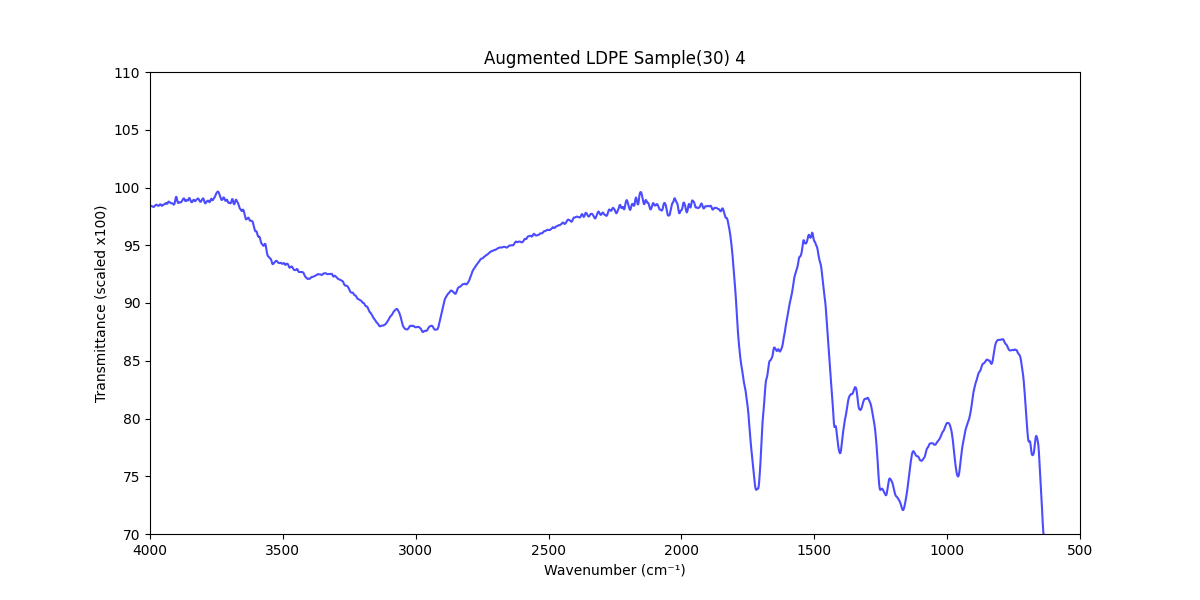 Augmented LDPE Sample(30) 4
110
105
100
95
90
85
80
75
70
Transmittance (scaled x100)
4000 3500 3000 2500 2000 1500 1000 500
Wavenumber (cm⁻¹)